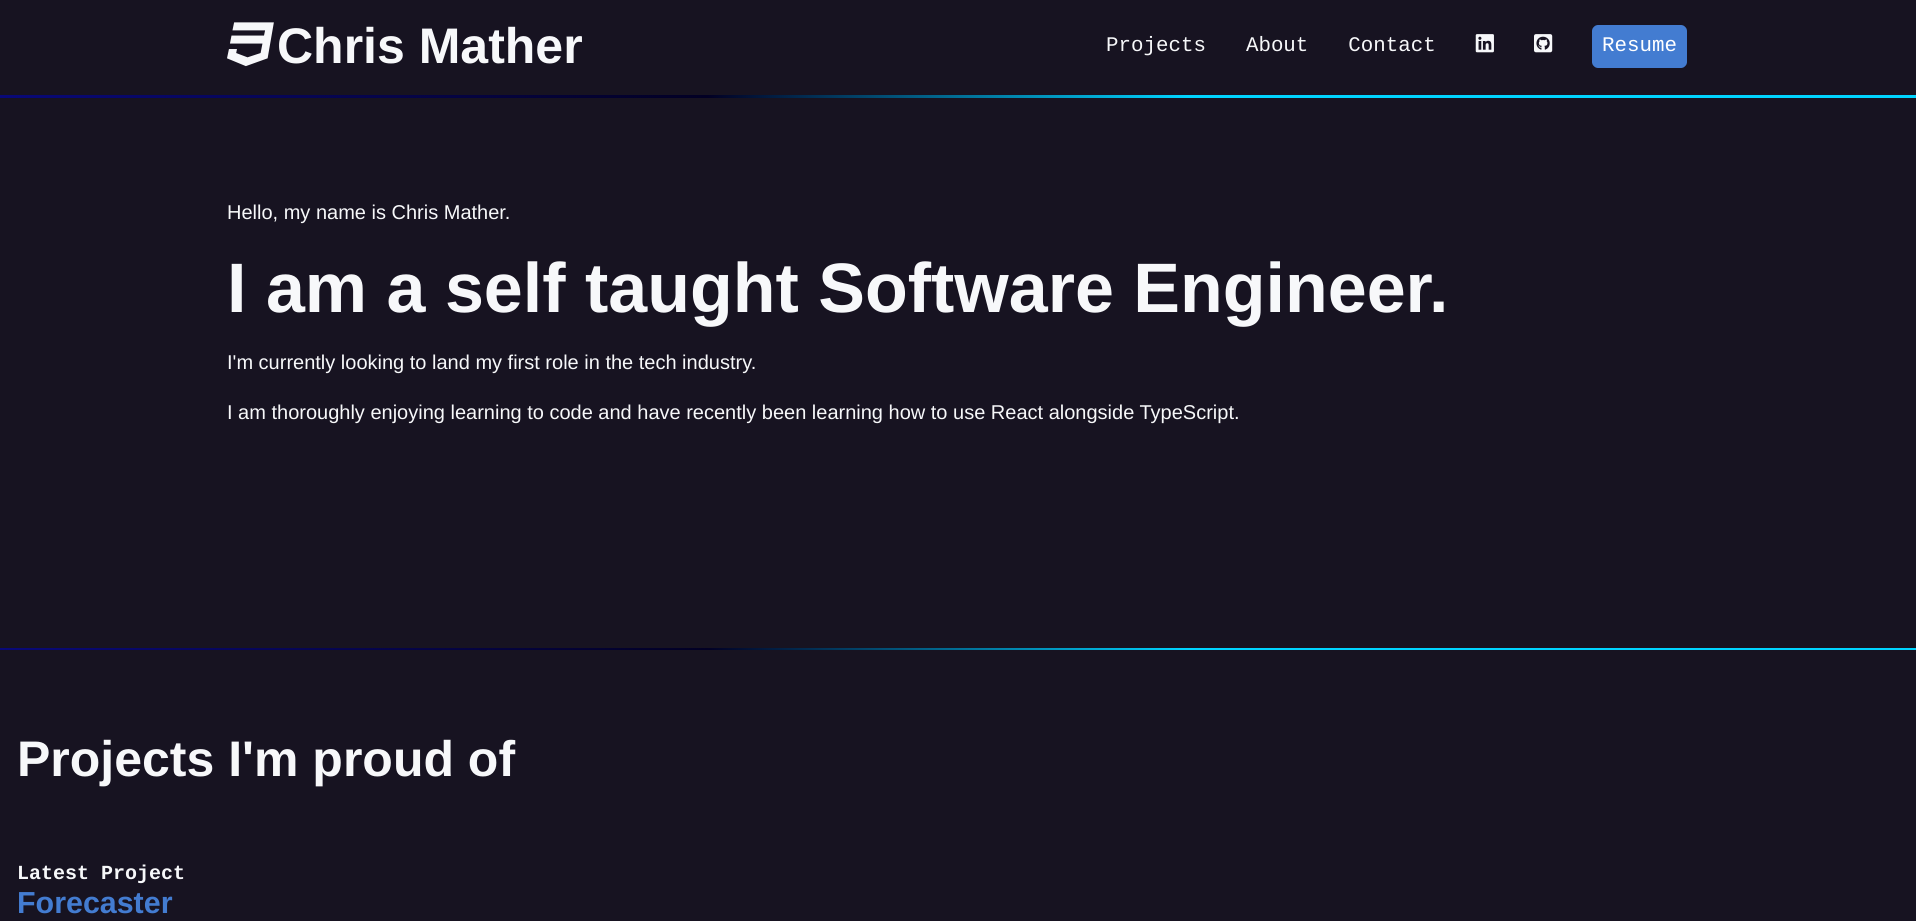 Chris Mather
Projects About Contact Resume
Hello, my name is Chris Mather.
I am a self taught Software Engineer.
I'm currently looking to land my first role in the tech industry.
I am thoroughly enjoying learning to code and have recently been learning how to use React alongside TypeScript.
Projects I'm proud of
Latest Project
Forecaster